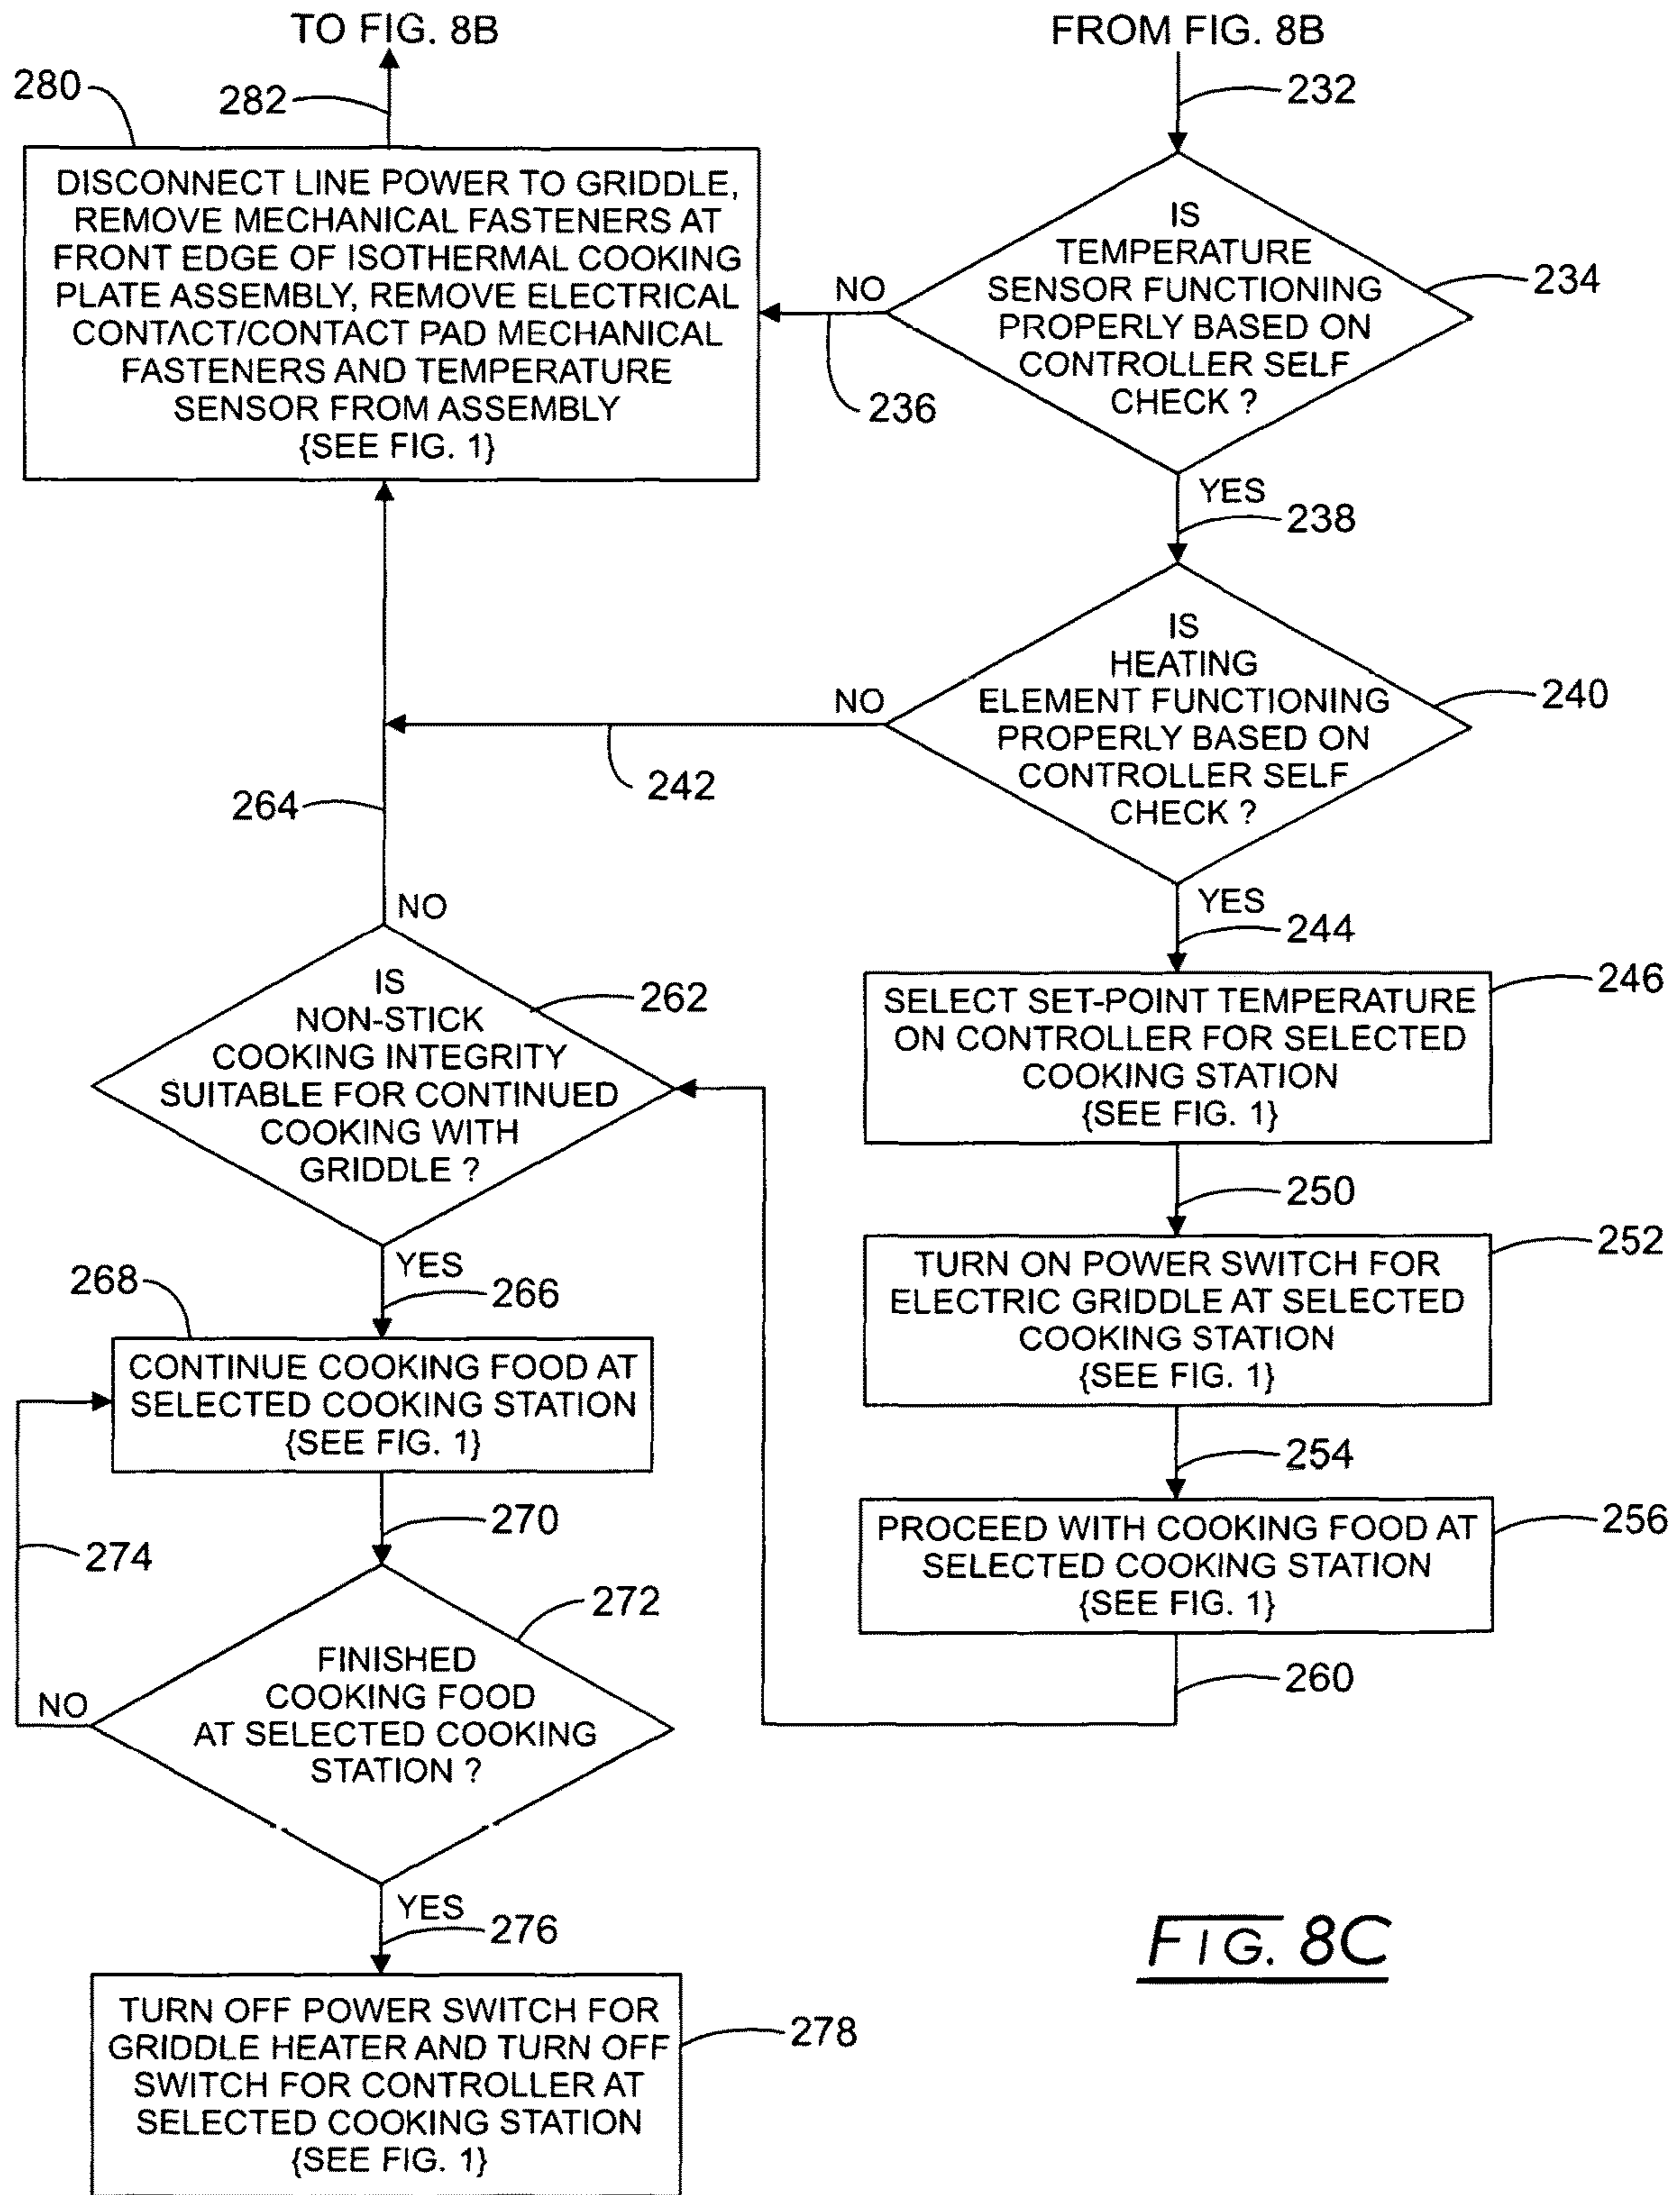 TO FIG. 8B
FROM FIG. 8B
280
282
232
DISCONNECT LINE POWER TO GRIDDLE,
REMOVE MECHANICAL FASTENERS AT
FRONT EDGE OF ISOTHERMAL COOKING
PLATE ASSEMBLY, REMOVE ELECTRICAL
CONTACT/CONTACT PAD MECHANICAL
FASTENERS AND TEMPERATURE
SENSOR FROM ASSEMBLY
{SEE FIG. 1}
IS
TEMPERATURE
SENSOR FUNCTIONING
PROPERLY BASED ON
CONTROLLER SELF
CHECK ?
234
NO
236
YES
238
IS
HEATING
ELEMENT FUNCTIONING
PROPERLY BASED ON
CONTROLLER SELF
CHECK ?
240
NO
242
264
YES
244
NO
IS
NON-STICK
COOKING INTEGRITY
SUITABLE FOR CONTINUED
COOKING WITH
GRIDDLE ?
262
SELECT SET-POINT TEMPERATURE
ON CONTROLLER FOR SELECTED
COOKING STATION
{SEE FIG. 1}
246
250
TURN ON POWER SWITCH FOR
ELECTRIC GRIDDLE AT SELECTED
COOKING STATION
{SEE FIG. 1}
252
YES
266
268
CONTINUE COOKING FOOD AT
SELECTED COOKING STATION
{SEE FIG. 1}
254
PROCEED WITH COOKING FOOD AT
SELECTED COOKING STATION
{SEE FIG. 1}
256
270
274
272
FINISHED
COOKING FOOD
AT SELECTED COOKING
STATION ?
NO
260
YES
276
TURN OFF POWER SWITCH FOR
GRIDDLE HEATER AND TURN OFF
SWITCH FOR CONTROLLER AT
SELECTED COOKING STATION
{SEE FIG. 1}
278
FIG. 8C